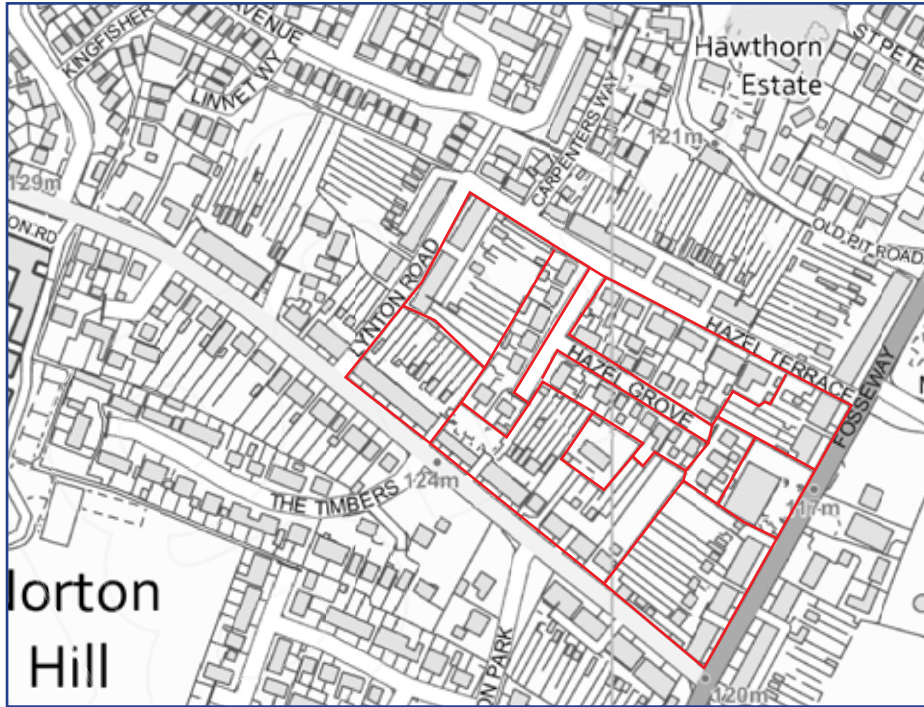 KINGFISHER
AVENUE
LINNET WY
Hawthorn
Estate
ST PETE
CARPENTERS WAY
121m
129m
ON RD
OLD PIT ROAD
LYNTON ROAD
HAZEL TERRACE
HAZEL GROVE
FOSSEWAY
124m
THE TIMBERS
117m
lorton
Hill
ON PARK
120m